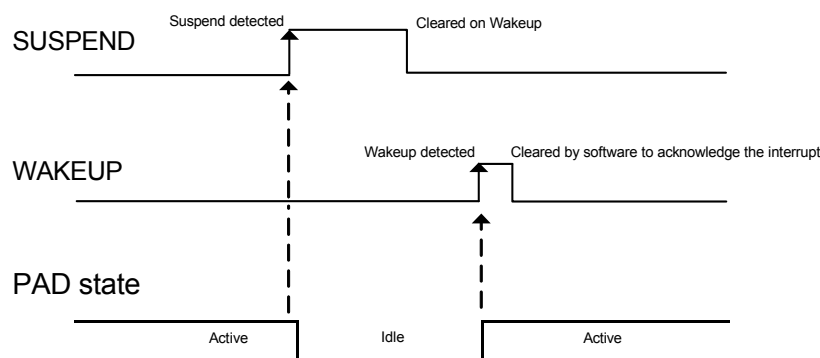 Suspend detected
Cleared on Wakeup
SUSPEND
Wakeup detected
Cleared by software to acknowledge the interrupt
WAKEUP
PAD state
Active
Idle
Active